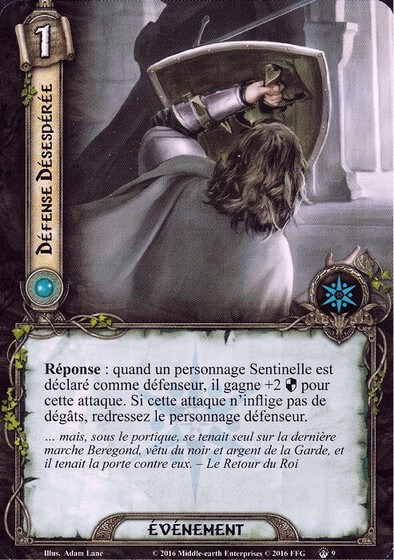 1
DÉFENSE DÉSESPÉRÉE
Réponse : quand un personnage Sentinelle est
déclaré comme défenseur, il gagne +2 pour
cette attaque. Si cette attaque n'inflige pas de
dégâts, redressez le personnage défenseur.
... mais, sous le portique, se tenait seul sur la dernière
marche Beregond, vêtu du noir et argent de la Garde, et
il tenait la porte contre eux. – Le Retour du Roi
ÉVÉNEMENT
Illus. Adam Lane
© 2016 Middle-earth Enterprises © 2016 FFG
9